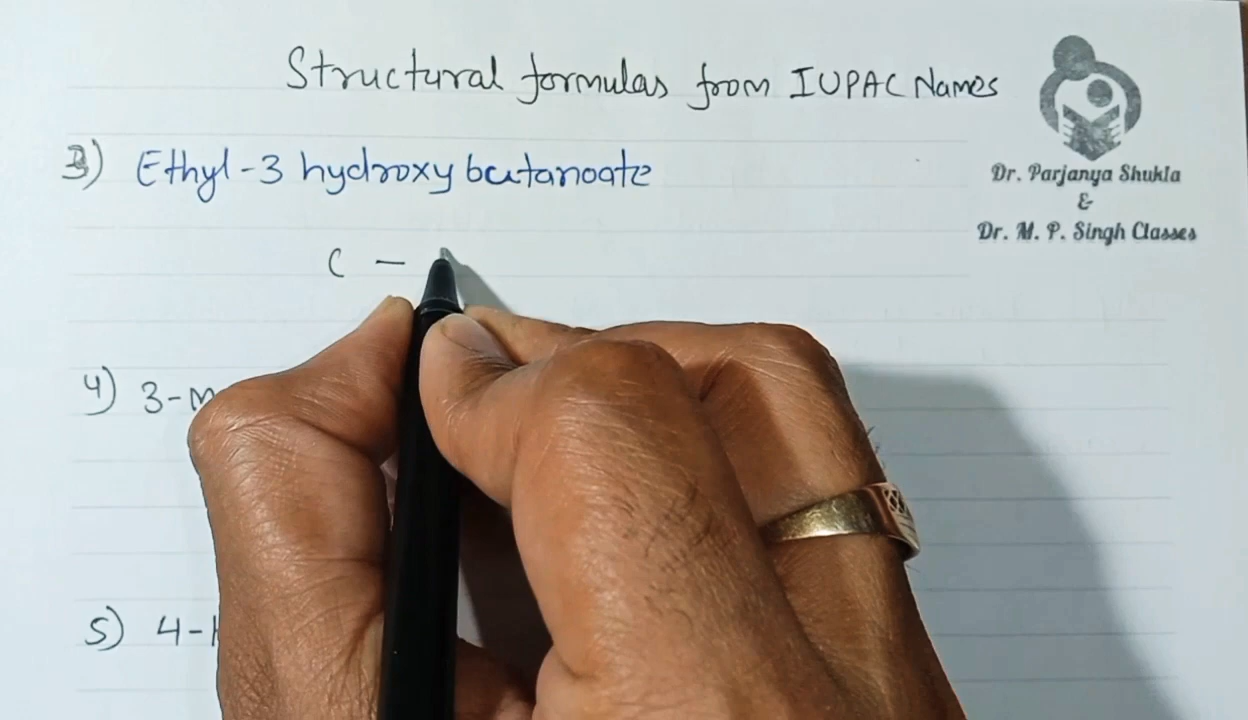 Structural formulas from IUPAC Names
3) Ethyl-3 hydroxy butanoate
Dr. Parjanya Shukla
&
Dr. M. P. Singh Classes
C –
4) 3-m
5) 4-